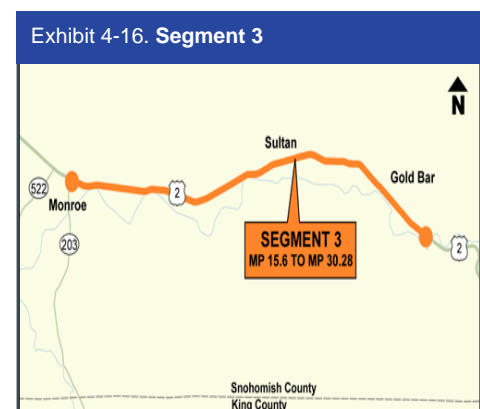 Exhibit 4-16. Segment 3
N
Sultan
Gold Bar
522
2
Monroe
203
SEGMENT 3
MP 15.6 TO MP 30.28
2
Snohomish County
King County